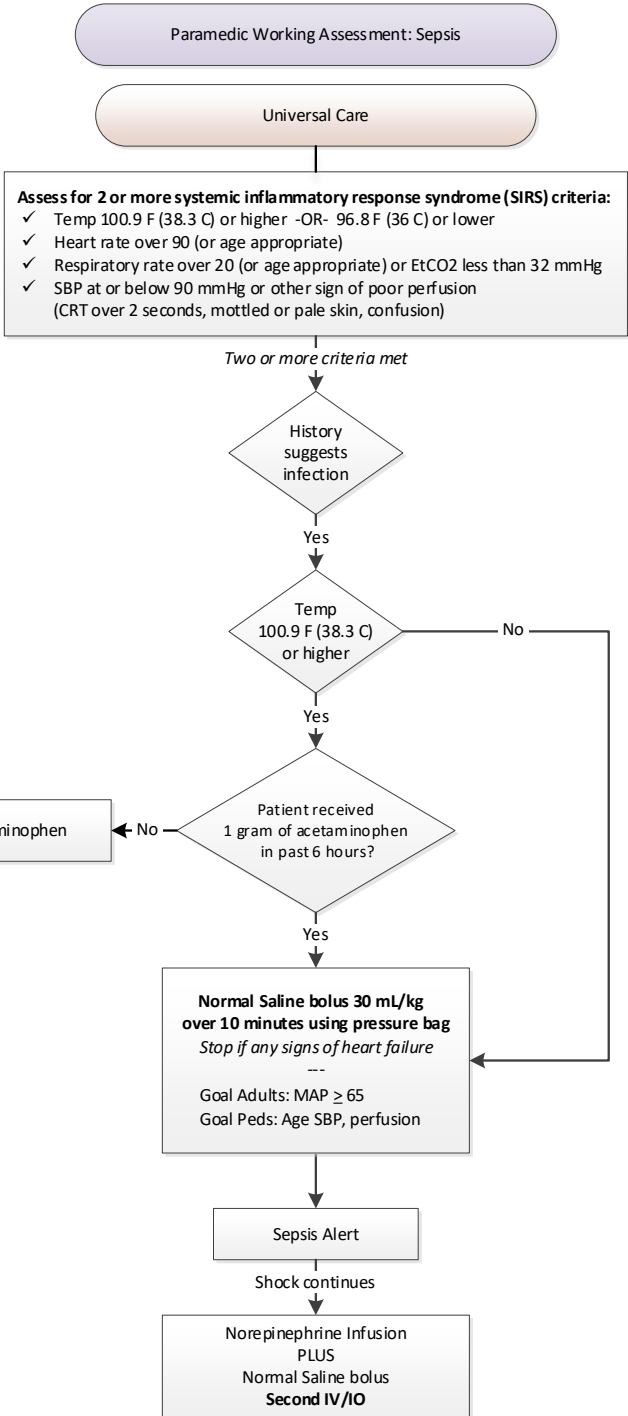 Paramedic Working Assessment: Sepsis
Universal Care
Assess for 2 or more systemic inflammatory response syndrome (SIRS) criteria:
✓ Temp 100.9 F (38.3 C) or higher -OR- 96.8 F (36 C) or lower
✓ Heart rate over 90 (or age appropriate)
✓ Respiratory rate over 20 (or age appropriate) or EtCO2 less than 32 mmHg
✓ SBP at or below 90 mmHg or other sign of poor perfusion
(CRT over 2 seconds, mottled or pale skin, confusion)
Two or more criteria met
History
suggests
infection
Yes
Temp
100.9 F (38.3 C)
or higher
No
Yes
Patient received
1 gram of acetaminophen
in past 6 hours?
No
minophen
Yes
Normal Saline bolus 30 mL/kg
over 10 minutes using pressure bag
Stop if any signs of heart failure
---
Goal Adults: MAP ≥ 65
Goal Peds: Age SBP, perfusion
Sepsis Alert
Shock continues
Norepinephrine Infusion
PLUS
Normal Saline bolus
Second IV/IO